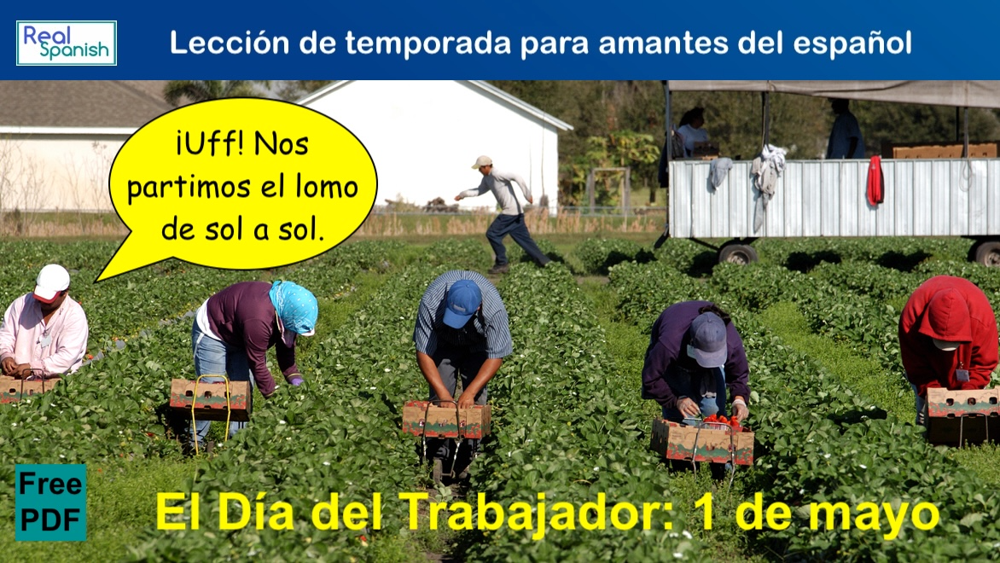 Real
Spanish
Lección de temporada para amantes del español
¡Uff! Nos
partimos el lomo
de sol a sol.
Free
PDF
El Día del Trabajador: 1 de mayo